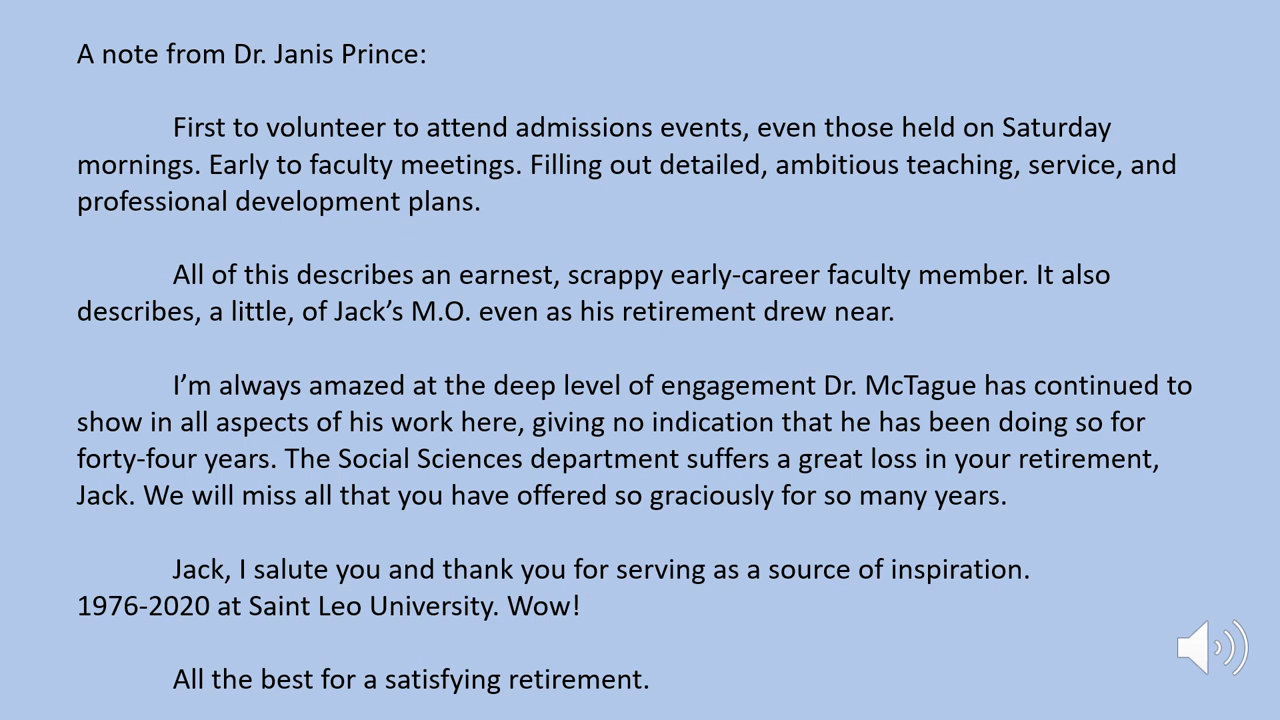 A note from Dr. Janis Prince:
First to volunteer to attend admissions events, even those held on Saturday
mornings. Early to faculty meetings. Filling out detailed, ambitious teaching, service, and
professional development plans.
All of this describes an earnest, scrappy early-career faculty member. It also
describes, a little, of Jack’s M.O. even as his retirement drew near.
I’m always amazed at the deep level of engagement Dr. McTague has continued to
show in all aspects of his work here, giving no indication that he has been doing so for
forty-four years. The Social Sciences department suffers a great loss in your retirement,
Jack. We will miss all that you have offered so graciously for so many years.
Jack, I salute you and thank you for serving as a source of inspiration.
1976-2020 at Saint Leo University. Wow!
All the best for a satisfying retirement.